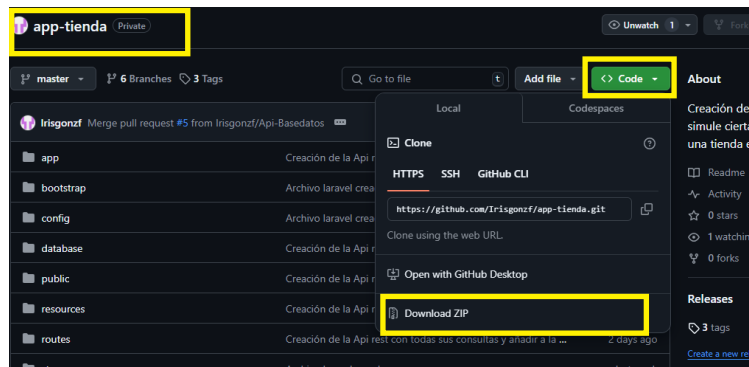 app-tienda Private
Unwatch 1
Fork
master
6 Branches 3 Tags
Go to file t
Add file
<> Code
Irisgonzf Merge pull request #5 from Irisgonzf/Api-Basedatos
app Creación de la Api
bootstrap Archivo laravel
config Archivo laravel
database Creación de la Api
public Creación de la Api
resources Creación de la Api
routes Creación de la Api rest con todas sus consultas y añadir a la ... 2 days ago
Local Codespaces
Clone
HTTPS SSH GitHub CLI
https://github.com/Irisgonzf/app-tienda.git
Clone using the web URL.
Open with GitHub Desktop
Download ZIP
About
Creación de
simule
una tienda
Readme
Activity
0 stars
1
0 forks
Releases
3 tags
Create a new